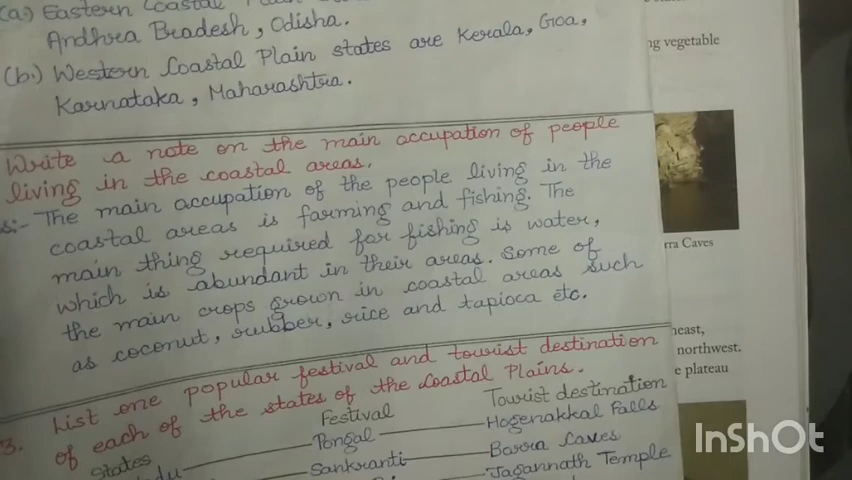 (a.) Eastern Coastal
Andhra Bradesh, Odisha.
(b.) Western Coastal Plain states are Kerala, Goa,
Karnataka, Maharashtra.
Write a note on the main accupation of people
living in the coastal areas.
s:- The main accupation of the people living in the
coastal areas is farming and fishing. The
main thing required for fishing is water,
which is abundant in their areas. Some of
the main crops grown in coastal areas such
as coconut, rubber, rice and tapioca etc.
3. List one popular festival and tourist destination
of each of the states of the Coastal Plains.
States Festival Tourist destination
Pongal Hogenakkal Falls
Sankranti Barra Caves
Jagannath Temple
ng vegetable
rra Caves
heast,
northwest.
e plateau
InShOt